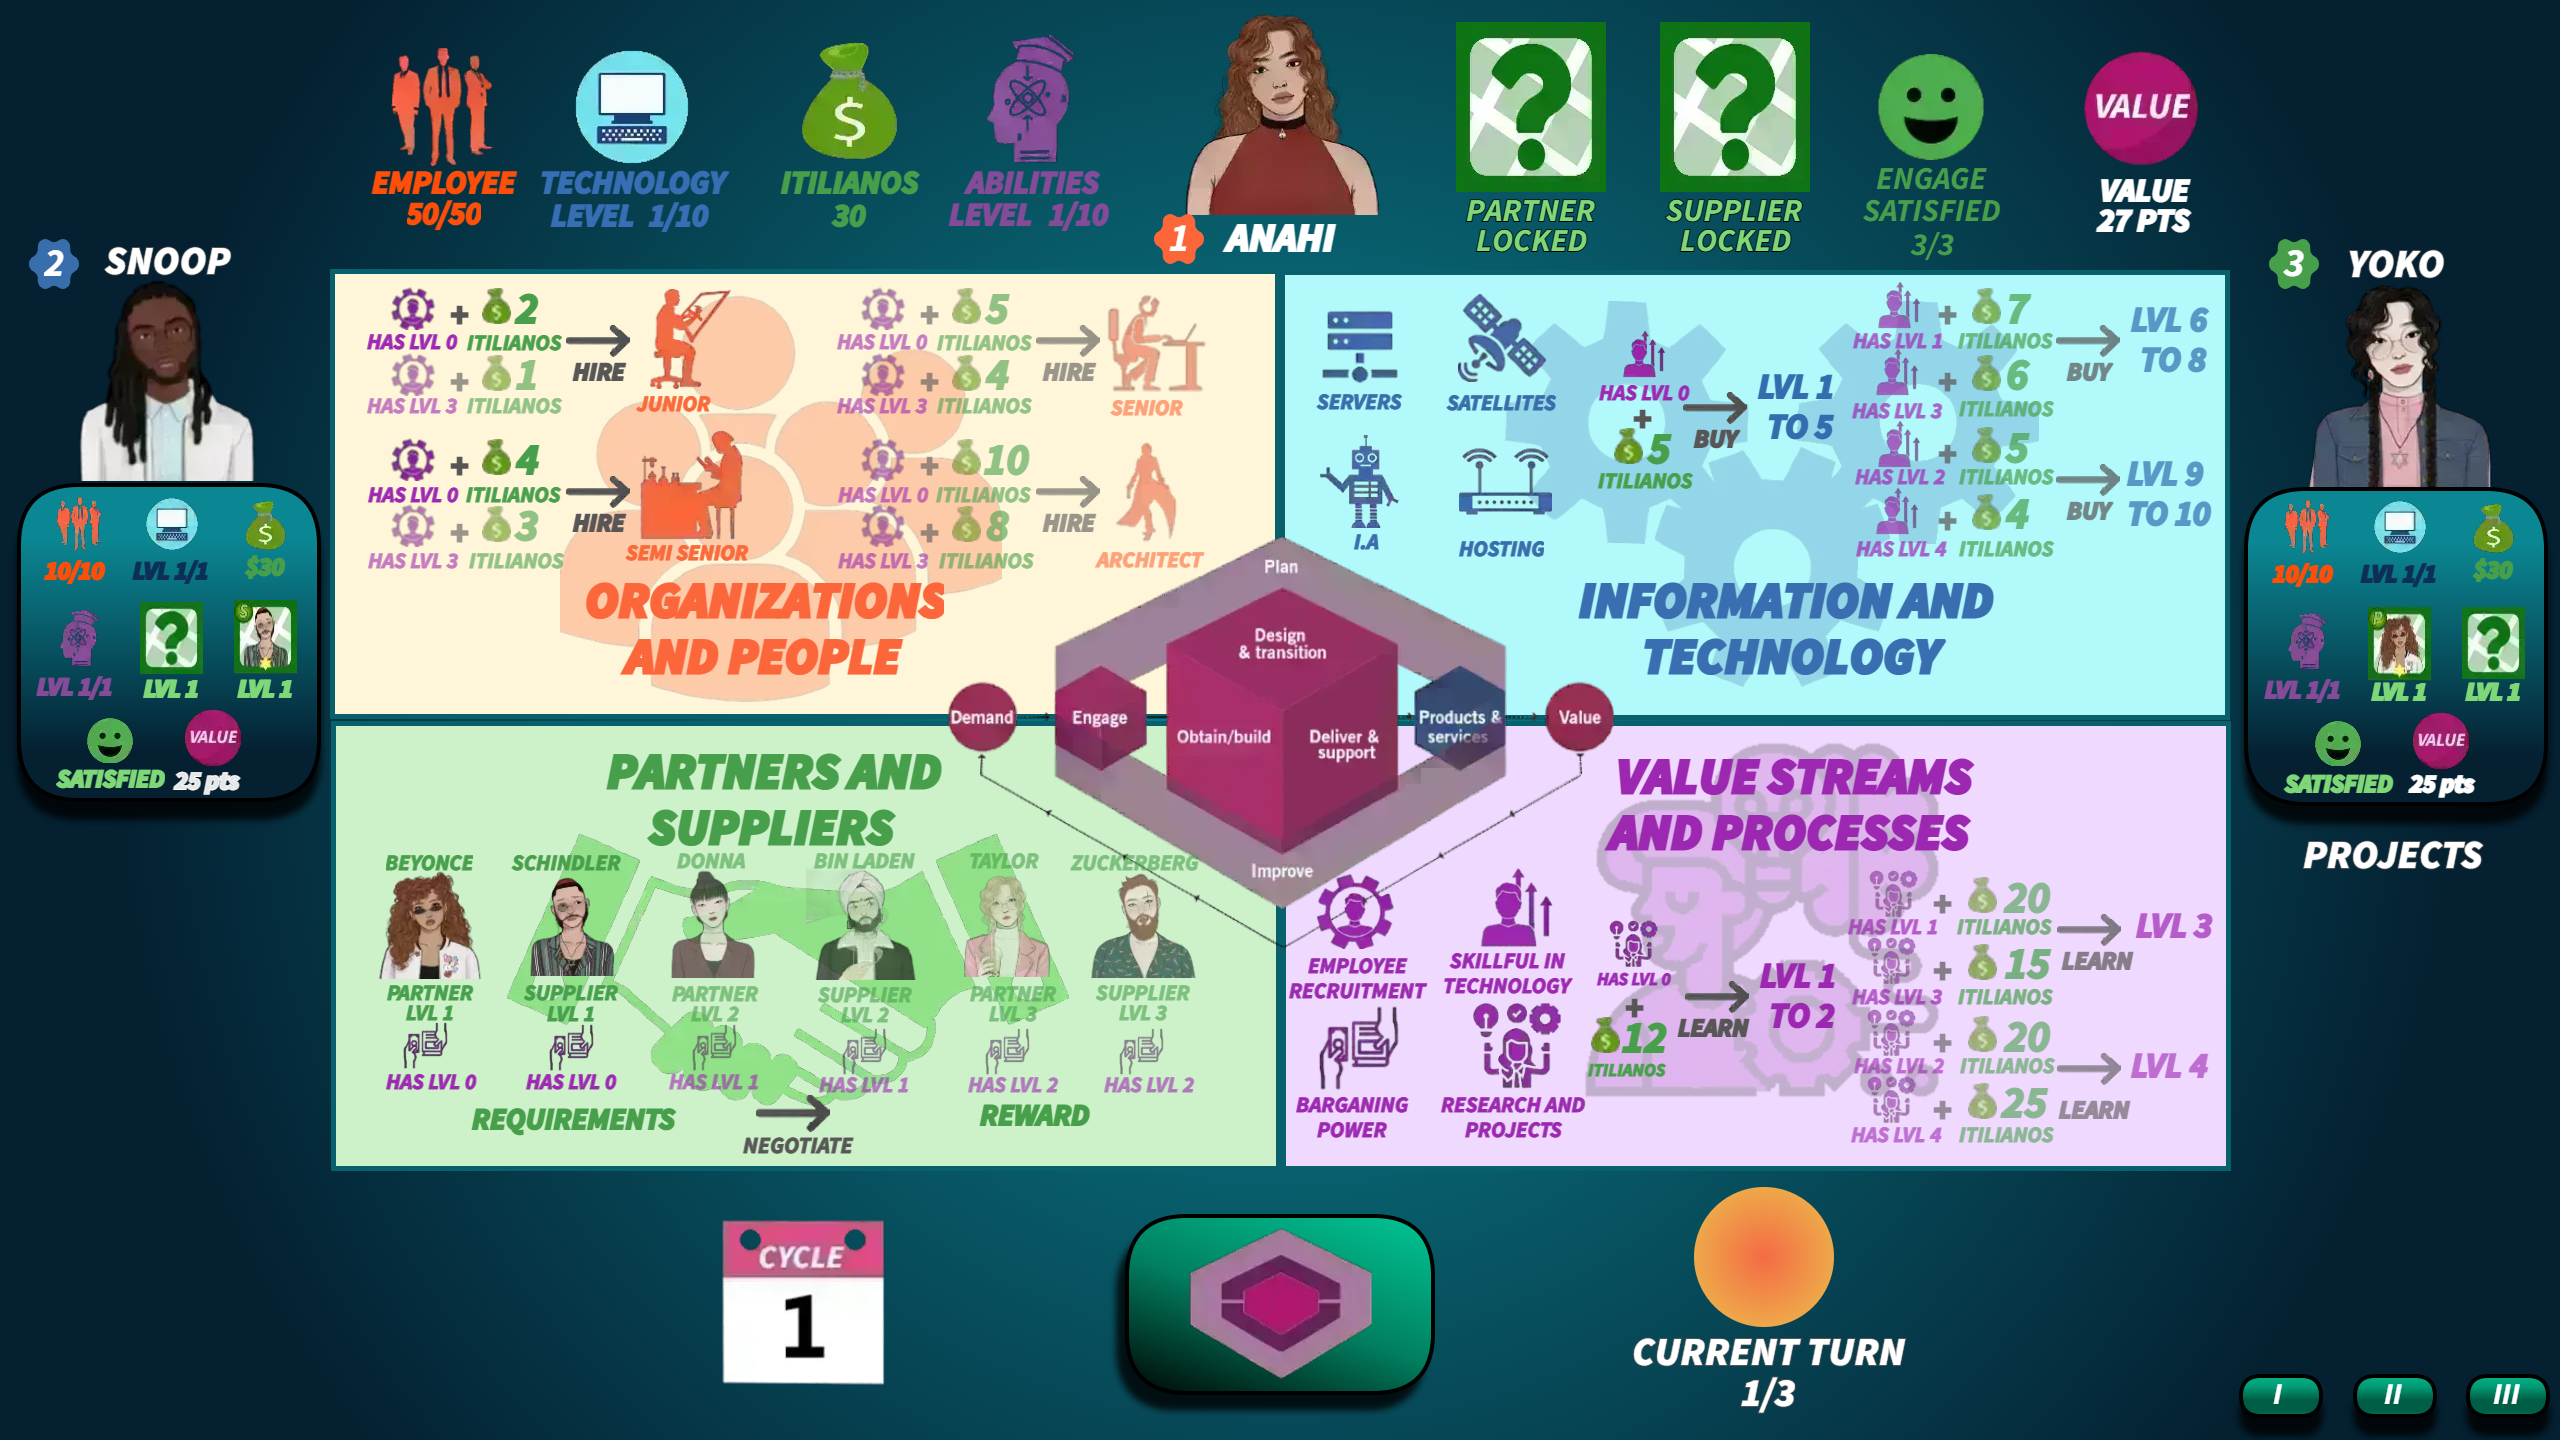 EMPLOYEE
50/50
TECHNOLOGY
LEVEL 1/10
$
ITILIANOS
30
ABILITIES
LEVEL 1/10
1 ANAHI
?
PARTNER
LOCKED
?
SUPPLIER
LOCKED
ENGAGE
SATISFIED
3/3
VALUE
VALUE
27 PTS
2 SNOOP
10/10
LVL 1/1
$
$30
LVL 1/1
?
LVL 1
S
LVL 1
SATISFIED
VALUE
25 pts
3 YOKO
10/10
LVL 1/1
$
$30
LVL 1/1
P
LVL 1
?
LVL 1
SATISFIED
VALUE
25 pts
PROJECTS
+ $ 2
HAS LVL 0 ITILIANOS
+ $ 1
HAS LVL 3 ITILIANOS
HIRE
JUNIOR
+ $ 5
HAS LVL 0 ITILIANOS
+ $ 4
HAS LVL 3 ITILIANOS
HIRE
SENIOR
+ $ 4
HAS LVL 0 ITILIANOS
+ $ 3
HAS LVL 3 ITILIANOS
HIRE
SEMI SENIOR
+ $ 10
HAS LVL 0 ITILIANOS
+ $ 8
HAS LVL 3 ITILIANOS
HIRE
ARCHITECT
ORGANIZATIONS
AND PEOPLE
SERVERS
SATELLITES
I.A
HOSTING
HAS LVL 0
+
$ 5
ITILIANOS
BUY
LVL 1
TO 5
+ $ 7
HAS LVL 1 ITILIANOS
+ $ 6
HAS LVL 3 ITILIANOS
BUY
LVL 6
TO 8
+ $ 5
HAS LVL 2 ITILIANOS
+ $ 4
HAS LVL 4 ITILIANOS
BUY
LVL 9
TO 10
INFORMATION AND
TECHNOLOGY
Plan
Design
& transition
Demand
Engage
Obtain/build
Deliver &
support
Products &
services
Value
Improve
PARTNERS AND
SUPPLIERS
BEYONCE
PARTNER
LVL 1
HAS LVL 0
SCHINDLER
SUPPLIER
LVL 1
HAS LVL 0
DONNA
PARTNER
LVL 2
HAS LVL 1
BIN LADEN
SUPPLIER
LVL 2
HAS LVL 1
TAYLOR
PARTNER
LVL 3
HAS LVL 2
ZUCKERBERG
SUPPLIER
LVL 3
HAS LVL 2
REQUIREMENTS
NEGOTIATE
REWARD
VALUE STREAMS
AND PROCESSES
EMPLOYEE
RECRUITMENT
SKILLFUL IN
TECHNOLOGY
BARGANING
POWER
RESEARCH AND
PROJECTS
HAS LVL 0
+
$ 12
ITILIANOS
LEARN
LVL 1
TO 2
+ $ 20
HAS LVL 1 ITILIANOS
+ $ 15
HAS LVL 3 ITILIANOS
LEARN
LVL 3
+ $ 20
HAS LVL 2 ITILIANOS
+ $ 25
HAS LVL 4 ITILIANOS
LEARN
LVL 4
CYCLE
1
CURRENT TURN
1/3
I
II
III